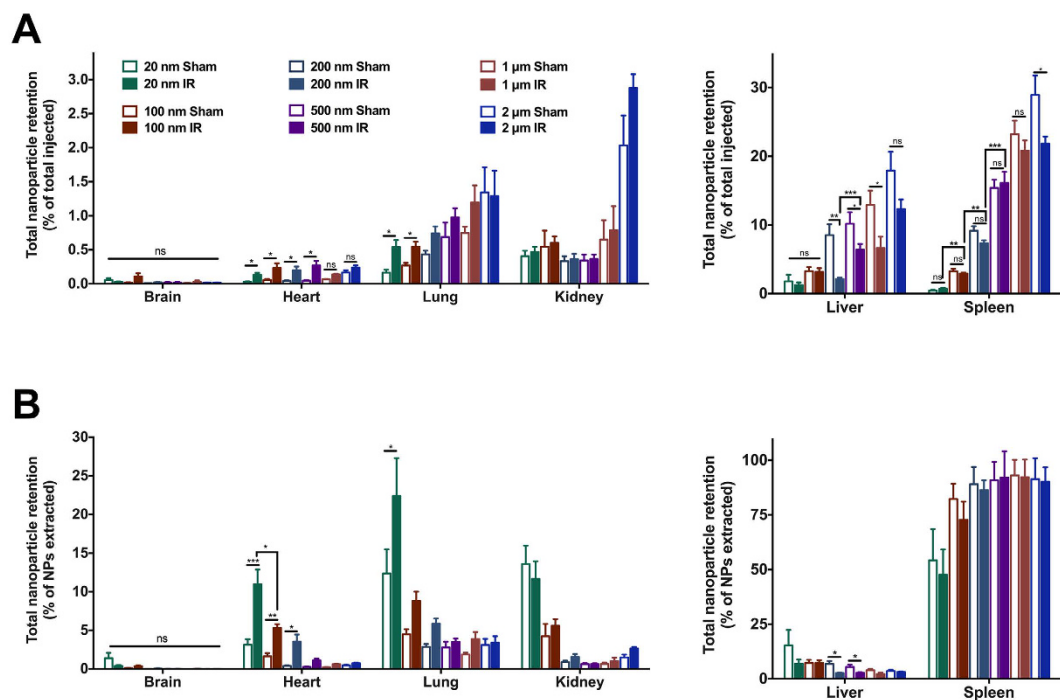 A
Total nanoparticle retention
(% of total injected)
3.0
2.5
2.0
1.5
1.0
0.5
0.0
20 nm Sham
20 nm IR
100 nm Sham
100 nm IR
200 nm Sham
200 nm IR
500 nm Sham
500 nm IR
1 µm Sham
1 µm IR
2 µm Sham
2 µm IR
ns
* * * * ns ns
* *
Brain Heart Lung Kidney
Total nanoparticle retention
(% of total injected)
30
20
10
0
ns ** *** * * ns
ns ** ns ** ns *** ns ns *
Liver Spleen
B
Total nanoparticle retention
(% of NPs extracted)
30
25
20
15
10
5
0
ns
*** * ** *
*
Brain Heart Lung Kidney
Total nanoparticle retention
(% of NPs extracted)
100
75
50
25
0
* *
Liver Spleen